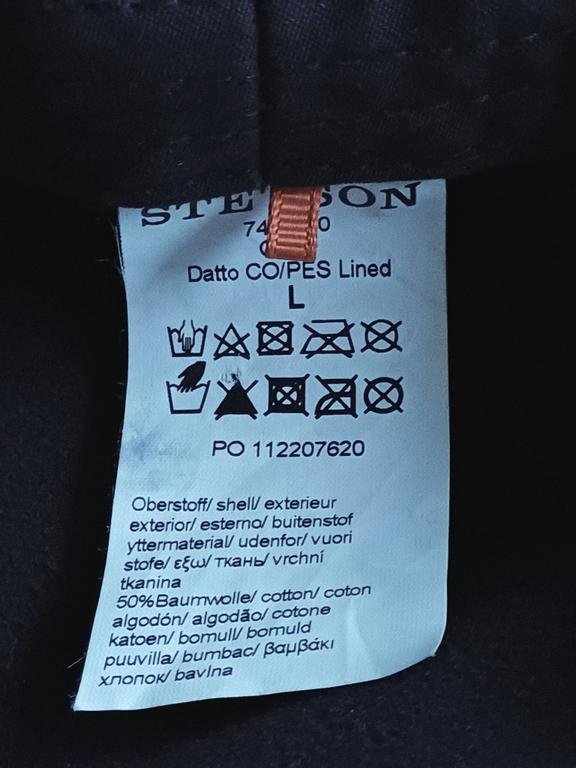 Datto CO/PES Lined
L
PO 112207620
Oberstoff/ shell/ exterieur
exterior/ esterno/ buitenstof
yttermaterial/ udenfor/ vuori
stofe/ εξω/ ткань/ vrchní
tkanina
50%Baumwolle/ cotton/ coton
algodón/ algodão/ cotone
katoen/ bomull/ bomuld
puuvilla/ bumbac/ βαμβάκι
хлопок/ bavlna